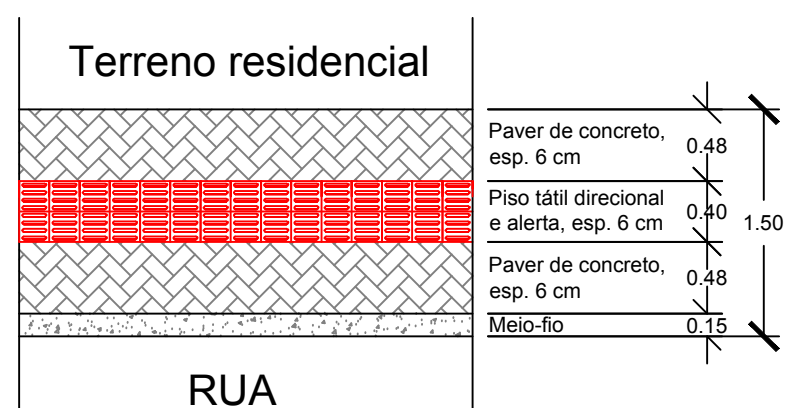 Terreno residencial
Paver de concreto,
esp. 6 cm
0.48
Piso tátil direcional
e alerta, esp. 6 cm
0.40
1.50
Paver de concreto,
esp. 6 cm
0.48
Meio-fio
0.15
RUA